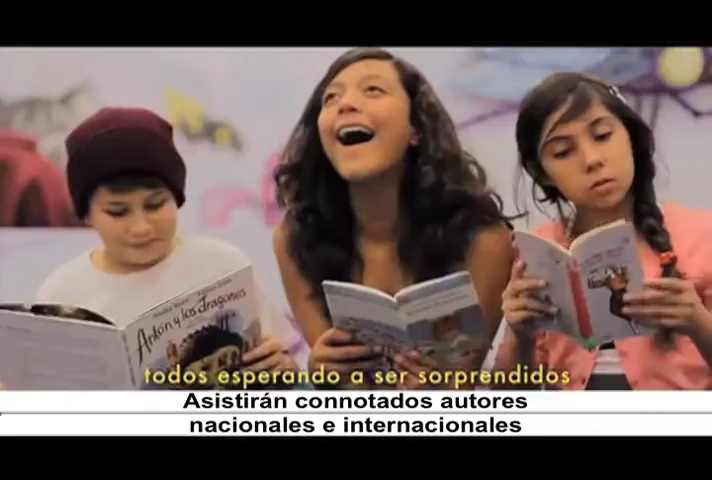 Antón y los dragones
todos esperando a ser sorprendidos
Asistirán connotados autores
nacionales e internacionales